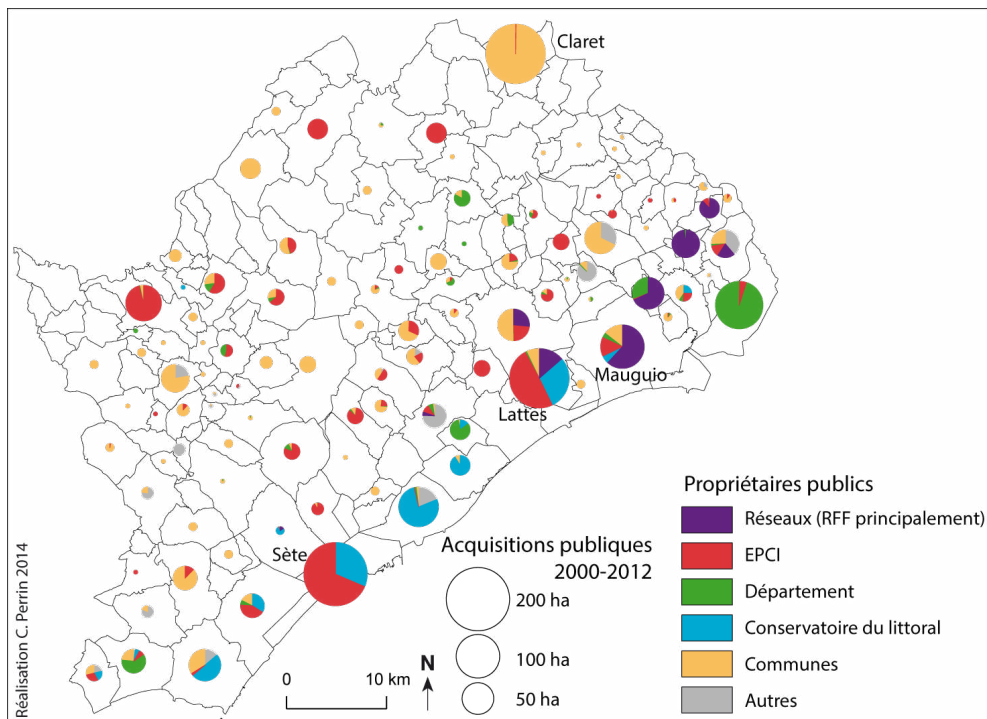 Claret
Mauguio
Lattes
Sète
Acquisitions publiques
2000-2012
200 ha
100 ha
50 ha
0 10 km
N
Propriétaires publics
Réseaux (RFF principalement)
EPCI
Département
Conservatoire du littoral
Communes
Autres
Réalisation C. Perrin 2014